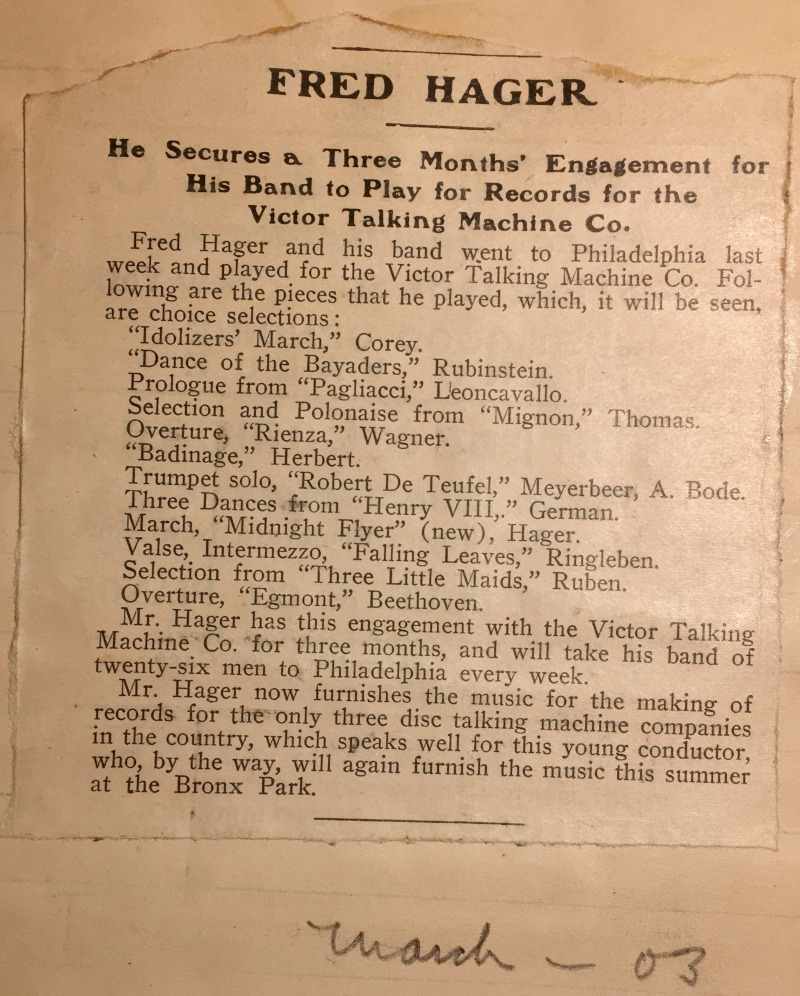 FRED HAGER
He Secures a Three Months' Engagement for
His Band to Play for Records for the
Victor Talking Machine Co.
Fred Hager and his band went to Philadelphia last
week and played for the Victor Talking Machine Co. Fol-
lowing are the pieces that he played, which, it will be seen,
are choice selections:
"Idolizers' March," Corey.
"Dance of the Bayaders," Rubinstein.
Prologue from "Pagliacci," Leoncavallo.
Selection and Polonaise from "Mignon," Thomas.
Overture, "Rienza," Wagner.
"Badinage," Herbert.
Trumpet solo, "Robert De Teufel," Meyerbeer, A. Bode.
Three Dances from "Henry VIII,." German.
March, "Midnight Flyer" (new), Hager.
Valse, Intermezzo, "Falling Leaves," Ringleben.
Selection from "Three Little Maids," Ruben.
Overture, "Egmont," Beethoven.
Mr. Hager has this engagement with the Victor Talking
Machine Co. for three months, and will take his band of
twenty-six men to Philadelphia every week.
Mr. Hager now furnishes the music for the making of
records for the only three disc talking machine companies
in the country, which speaks well for this young conductor,
who, by the way, will again furnish the music this summer
at the Bronx Park.
March – 03